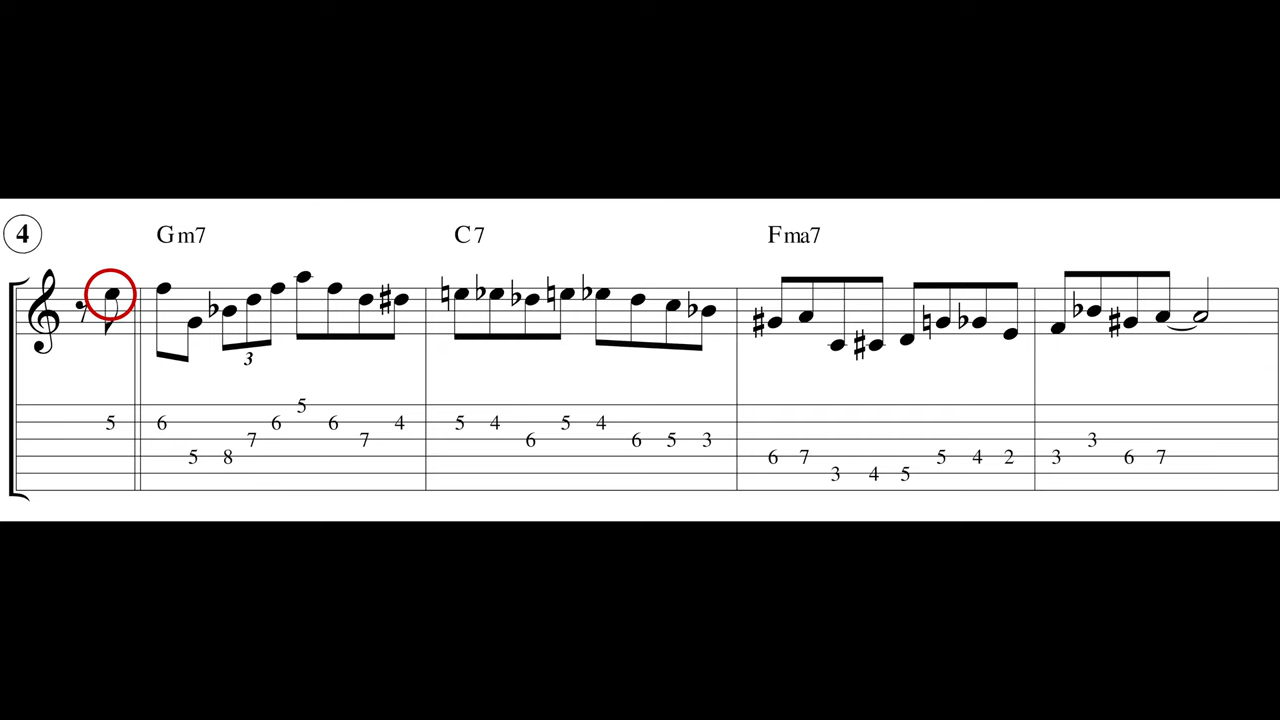 4
Gm7 C7 Fma7
3
5
5 6 6 6 4 5 4 5 4
7 7 6 6 5 3 3
5 8 6 7 5 4 2 3 6 7
3 4 5